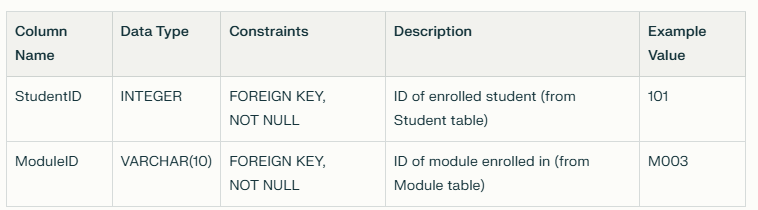 Column Name Data Type Constraints Description Example Value
StudentID INTEGER FOREIGN KEY, NOT NULL ID of enrolled student (from Student table) 101
ModuleID VARCHAR(10) FOREIGN KEY, NOT NULL ID of module enrolled in (from Module table) M003